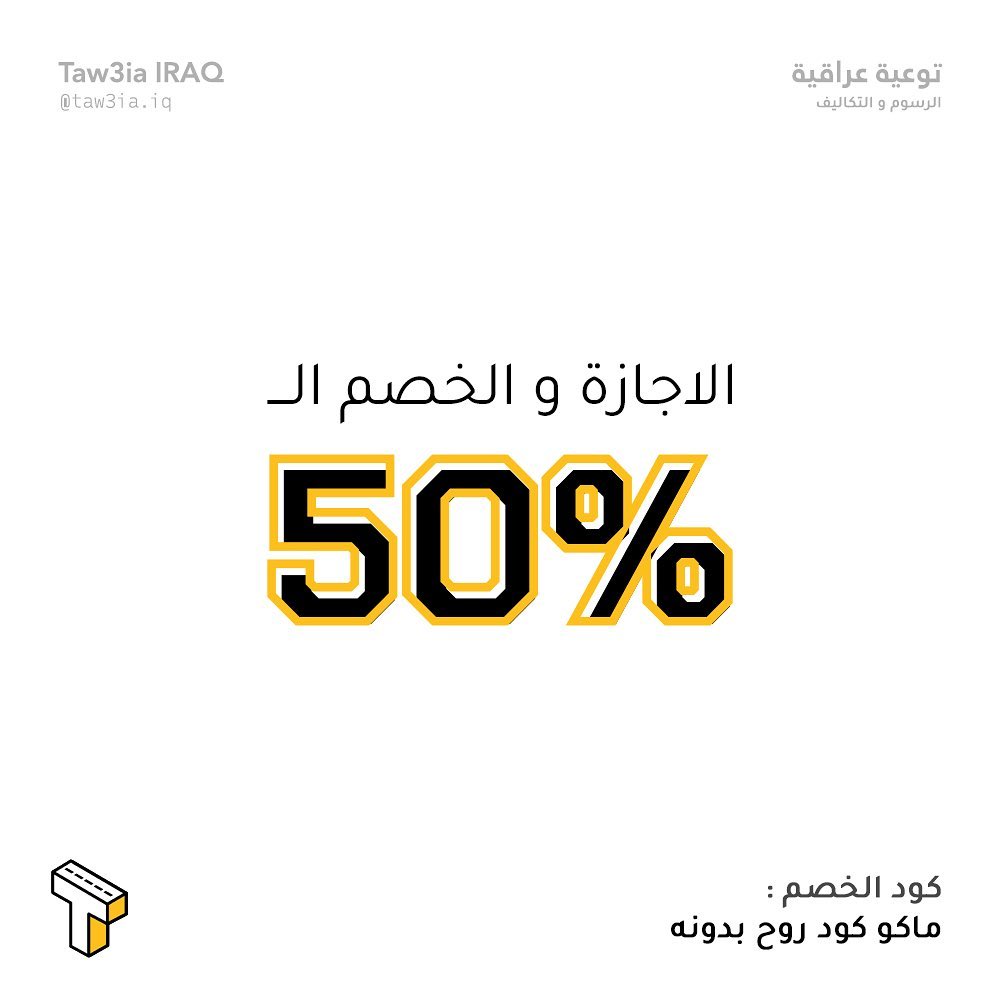 Taw3ia IRAQ
@taw3ia.iq
توعية عراقية
الرسوم و التكاليف
الاجازة و الخصم الـ
50%
كود الخصم :
ماكو كود روح بدونه